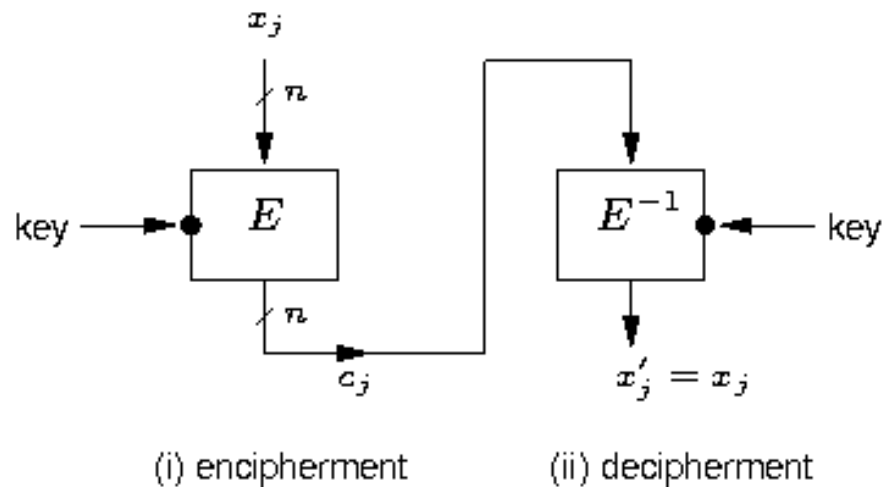 x_j
n
key
E
E^{-1}
key
n
c_j
x'_j = x_j
(i) encipherment
(ii) decipherment